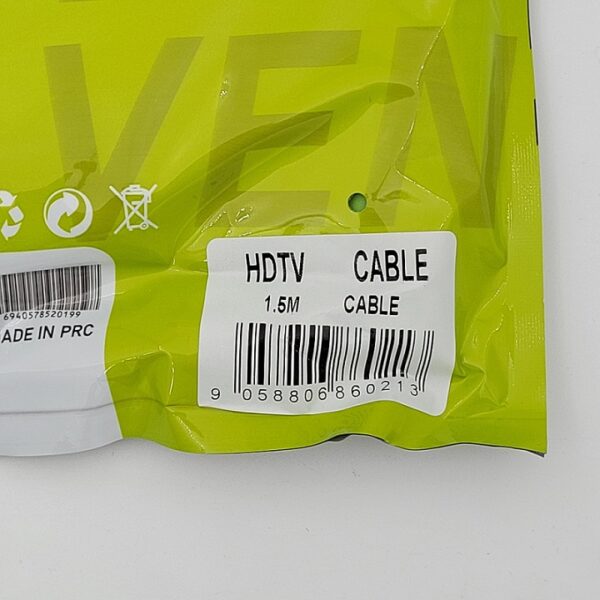 VEN
HDTV CABLE
1.5M CABLE
9 058806 860213
6940578520199
ADE IN PRC